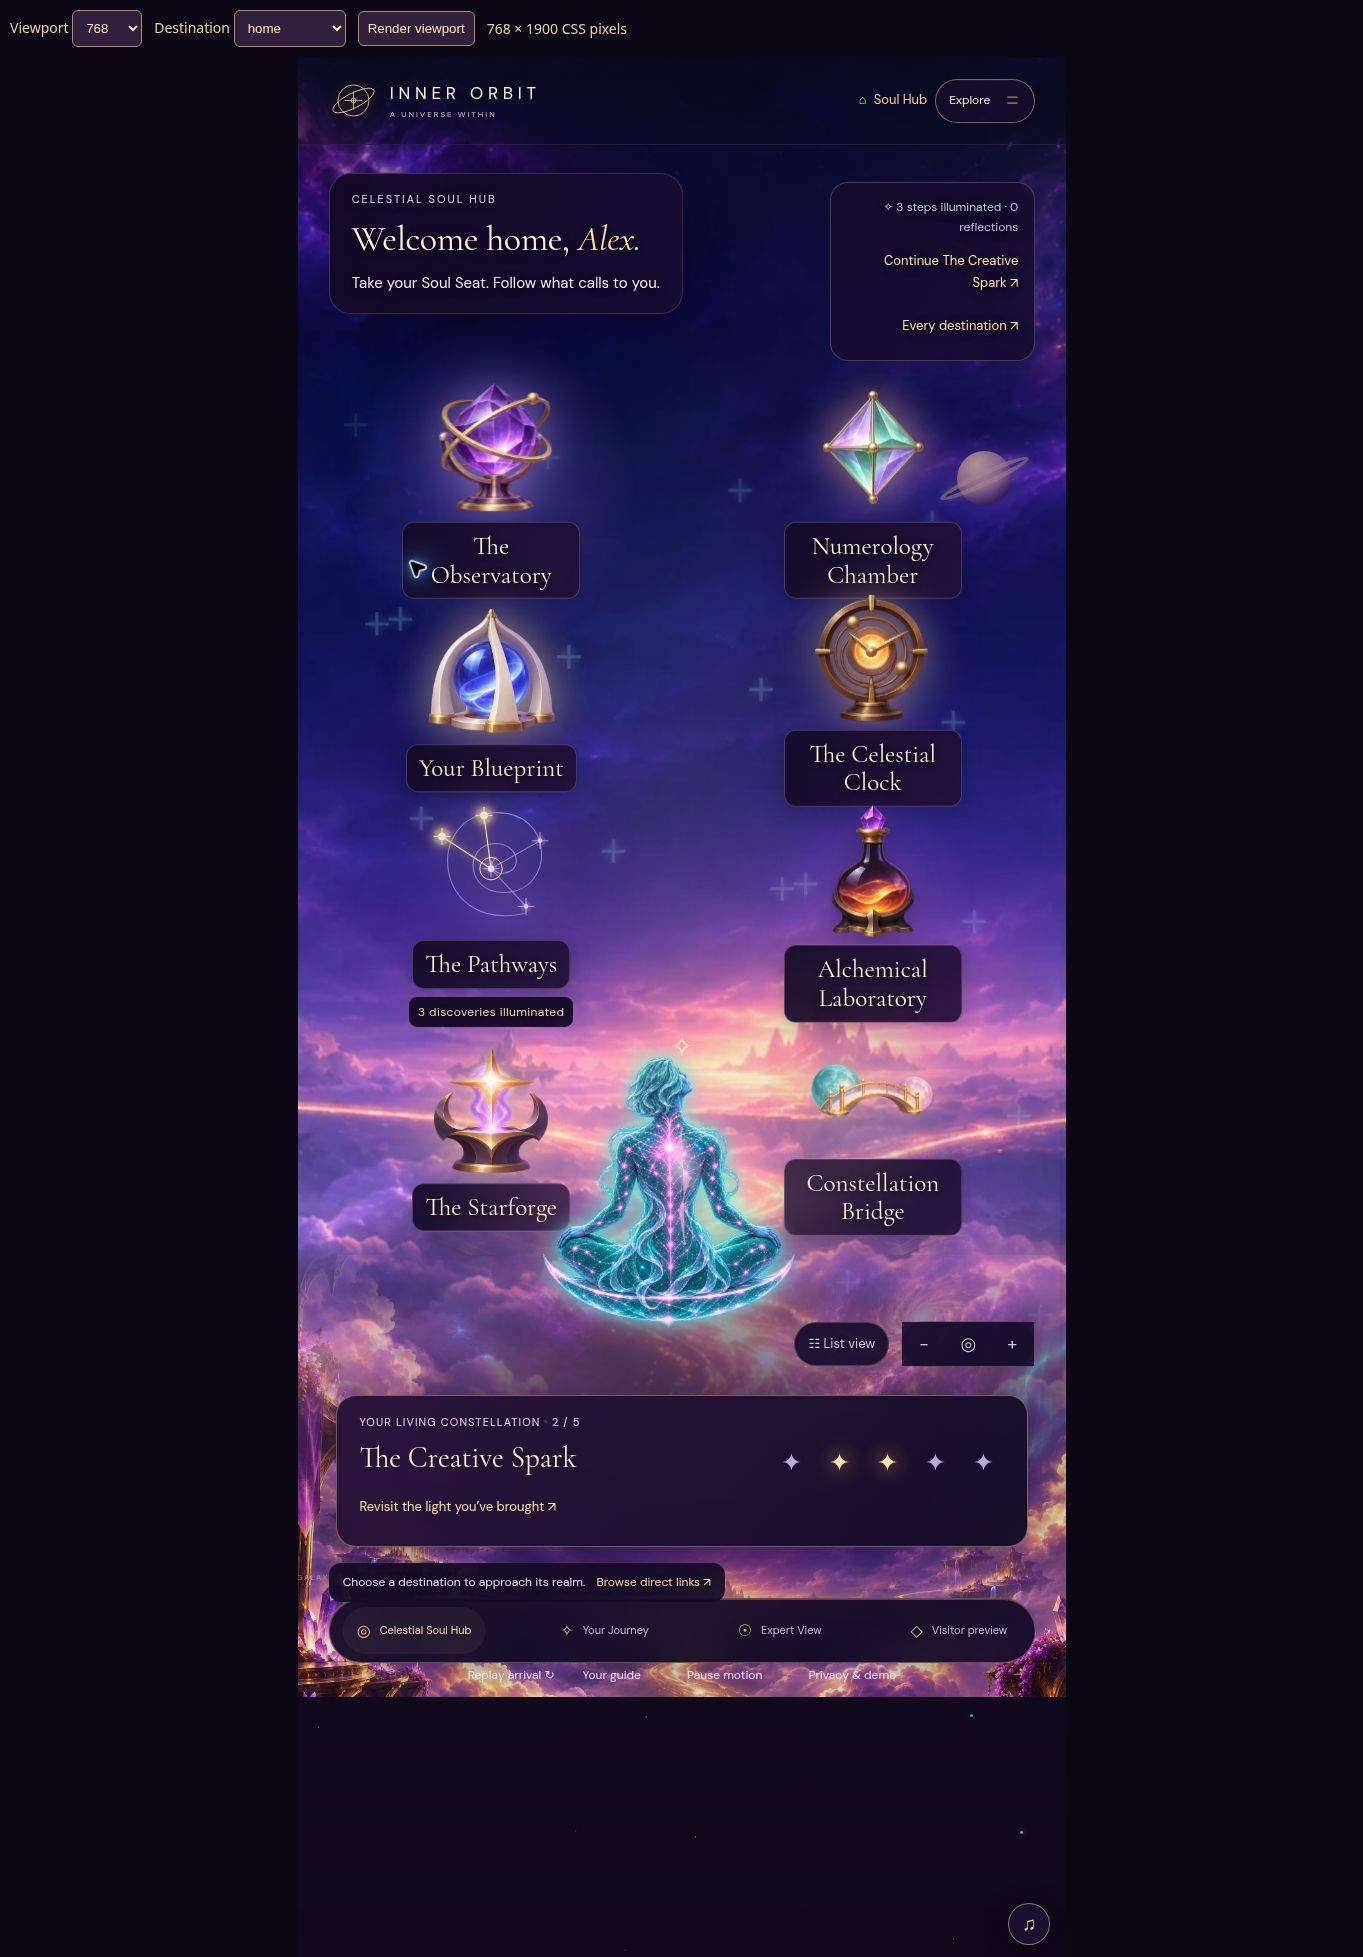 Viewport 768 Destination home Render viewport 768 × 1900 CSS pixels
INNER ORBIT
A UNIVERSE WITHIN
⌂ Soul Hub
Explore
CELESTIAL SOUL HUB
Welcome home, Alex.
Take your Soul Seat. Follow what calls to you.
✧ 3 steps illuminated · 0
reflections
Continue The Creative
Spark ↗
Every destination ↗
The
Observatory
Numerology
Chamber
Your Blueprint
The Celestial
Clock
The Pathways
3 discoveries illuminated
Alchemical
Laboratory
The Starforge
Constellation
Bridge
☷ List view
− ◎ +
YOUR LIVING CONSTELLATION · 2 / 5
The Creative Spark
Revisit the light you’ve brought ↗
Choose a destination to approach its realm. Browse direct links ↗
◎ Celestial Soul Hub
✧ Your Journey
☉ Expert View
◇ Visitor preview
Replay arrival ↻
Your guide
Pause motion
Privacy & demo
♫